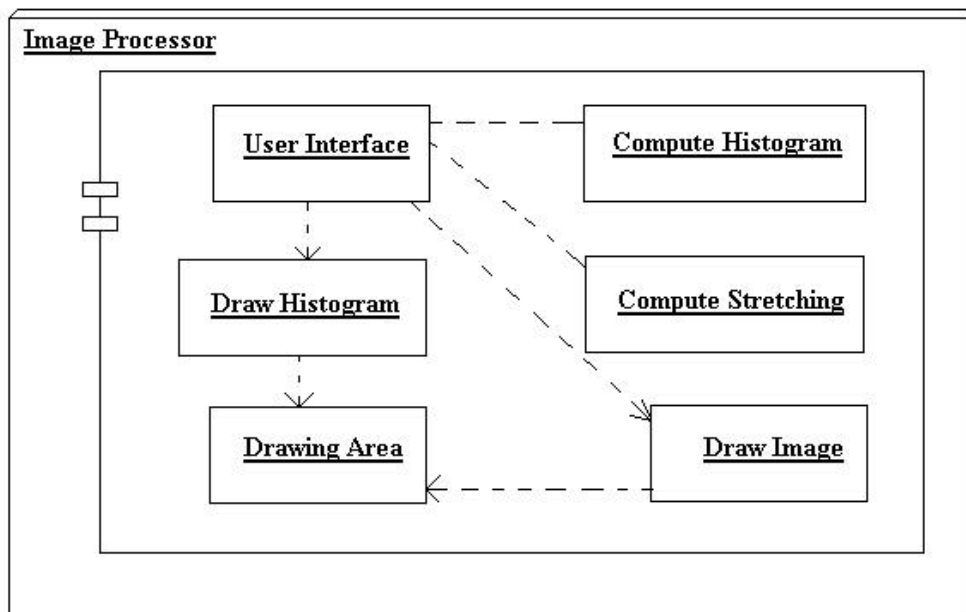 Image Processor
User Interface
Compute Histogram
Draw Histogram
Compute Stretching
Drawing Area
Draw Image